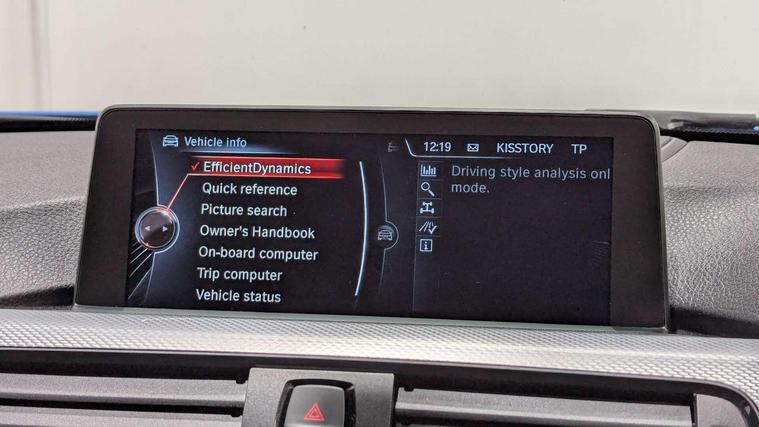 Vehicle info
12:19 KISSTORY TP
✓ EfficientDynamics
Quick reference
Picture search
Owner's Handbook
On-board computer
Trip computer
Vehicle status
Driving style analysis onl
mode.